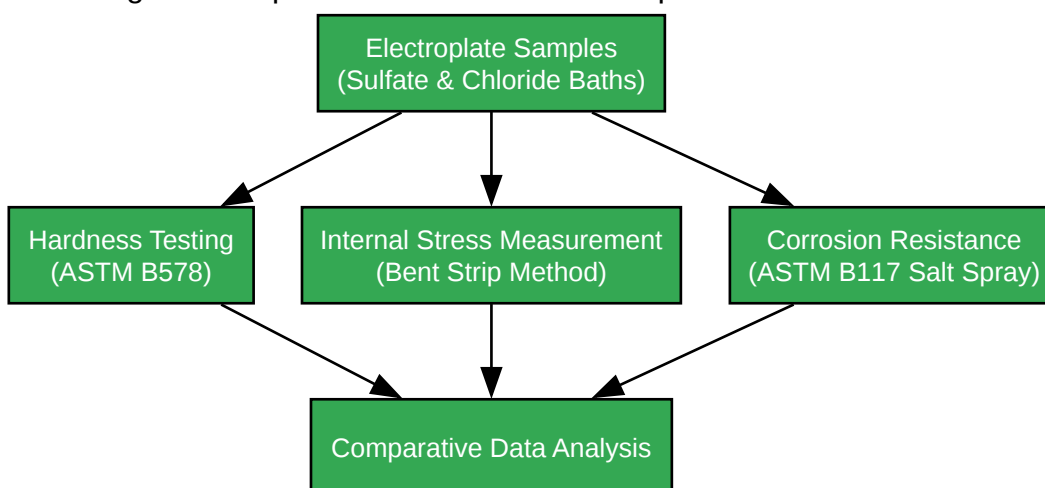 Electroplate Samples
(Sulfate & Chloride Baths)
Hardness Testing
(ASTM B578)
Internal Stress Measurement
(Bent Strip Method)
Corrosion Resistance
(ASTM B117 Salt Spray)
Comparative Data Analysis